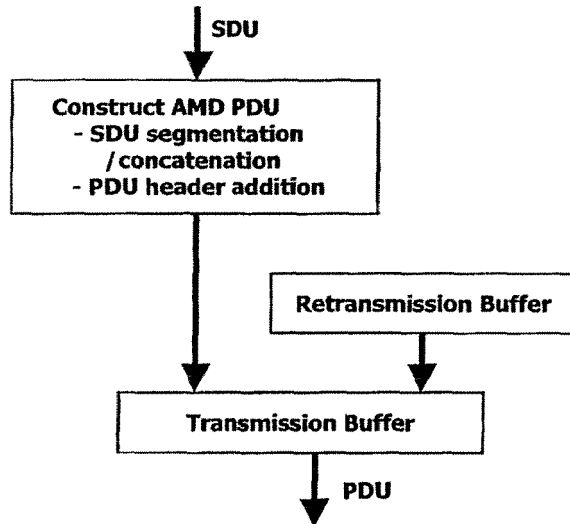 SDU
Construct AMD PDU
- SDU segmentation
/concatenation
- PDU header addition
Retransmission Buffer
Transmission Buffer
PDU